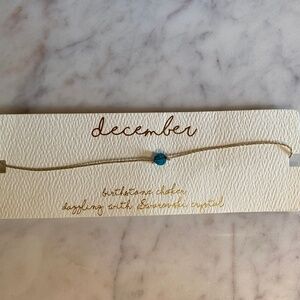 december
birthstone choker
dazzling with Swarovski crystal